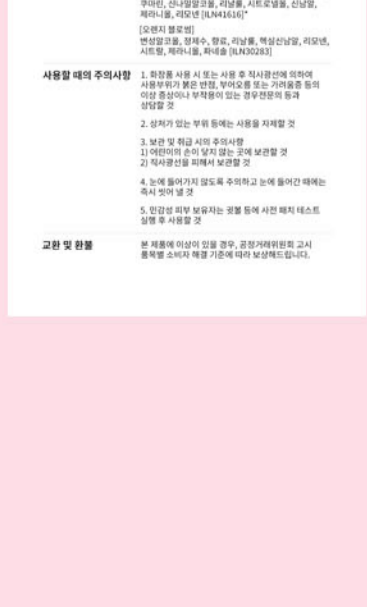 쿠마린, 신나밀알코올, 리날룰, 시트로넬올, 신남알,
제라니올, 리모넨 [ILN41616]*
[오렌지 블로썸]
변성알코올, 정제수, 향료, 리날룰, 헥실신남알, 리모넨,
시트랄, 제라니올, 파네솔 [ILN30283]
사용할 때의 주의사항
1. 화장품 사용 시 또는 사용 후 직사광선에 의하여
사용부위가 붉은 반점, 부어오름 또는 가려움증 등의
이상 증상이나 부작용이 있는 경우전문의 등과
상담할 것
2. 상처가 있는 부위 등에는 사용을 자제할 것
3. 보관 및 취급 시의 주의사항
1) 어린이의 손이 닿지 않는 곳에 보관할 것
2) 직사광선을 피해서 보관할 것
4. 눈에 들어가지 않도록 주의하고 눈에 들어간 때에는
즉시 씻어 낼 것
5. 민감성 피부 보유자는 귓볼 등에 사전 패치 테스트
실행 후 사용할 것
교환 및 환불
본 제품에 이상이 있을 경우, 공정거래위원회 고시
품목별 소비자 해결 기준에 따라 보상해드립니다.